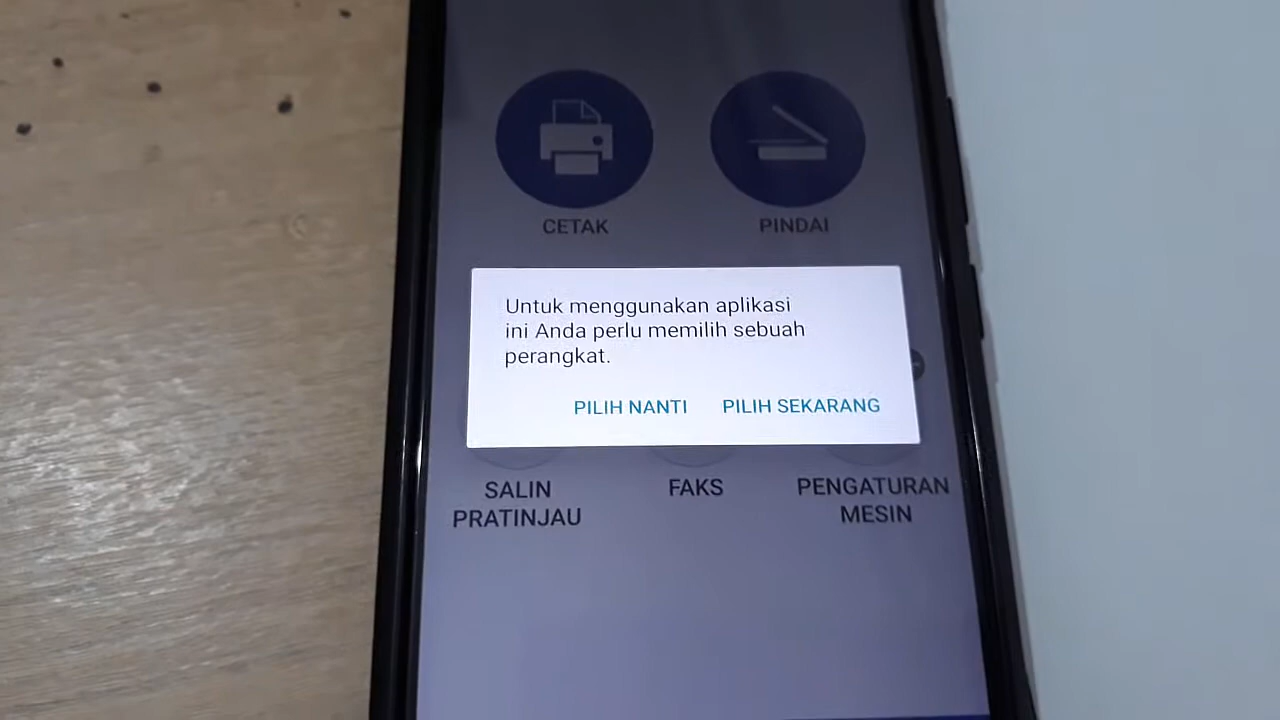 CETAK
PINDAI
Untuk menggunakan aplikasi
ini Anda perlu memilih sebuah
perangkat.
PILIH NANTI
PILIH SEKARANG
SALIN
PRATINJAU
FAKS
PENGATURAN
MESIN